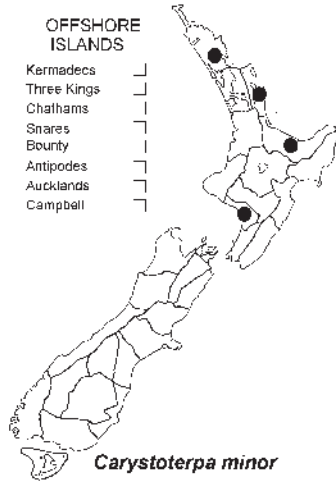 OFFSHORE
ISLANDS
Kermadecs
Three Kings
Chathams
Snares
Bounty
Antipodes
Aucklands
Campbell
Carystoterpa minor